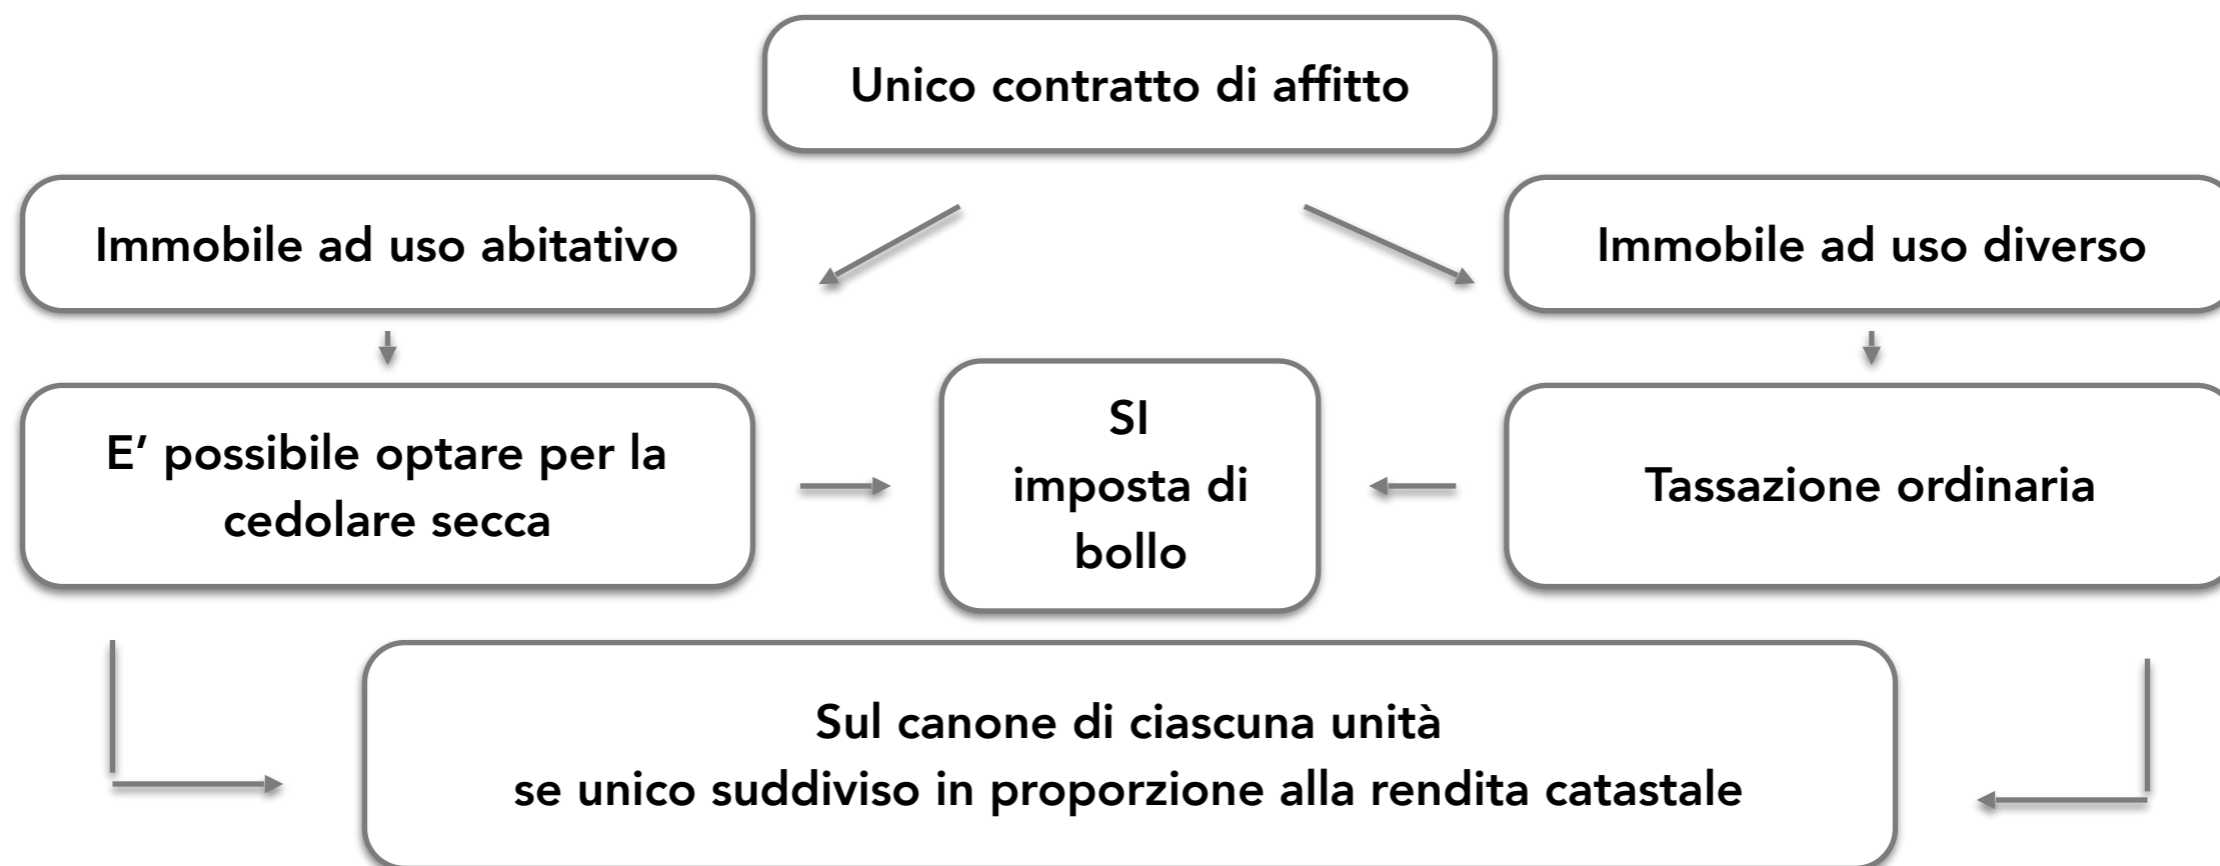 Unico contratto di affitto
Immobile ad uso abitativo
Immobile ad uso diverso
E' possibile optare per la
cedolare secca
SI
imposta di
bollo
Tassazione ordinaria
Sul canone di ciascuna unità
se unico suddiviso in proporzione alla rendita catastale